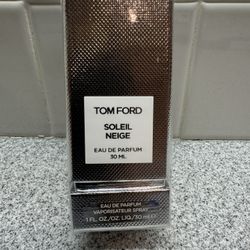 TOM FORD
SOLEIL
NEIGE
EAU DE PARFUM
30 ML
EAU DE PARFUM
VAPORISATEUR SPRAY
1 FL. OZ./OZ. LIQ./30 ml ℮